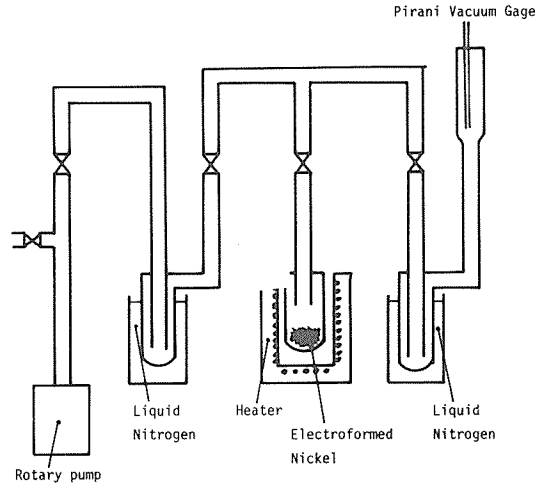 Pirani Vacuum Gage
Liquid
Nitrogen
Heater
Electroformed
Nickel
Liquid
Nitrogen
Rotary pump